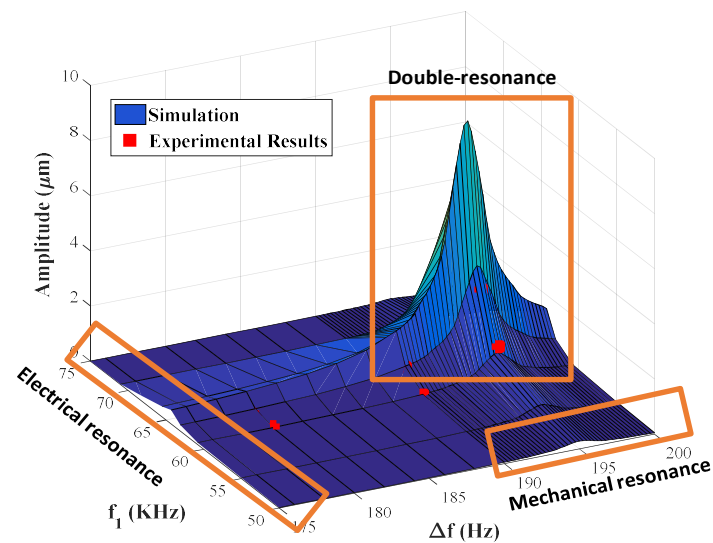 10
Double-resonance
Simulation
Experimental Results
8
6
Amplitude (μm)
4
2
0
75
70
65
60
55
50
Electrical resonance
f1 (KHz)
175
180
185
190
195
200
Mechanical resonance
Δf (Hz)